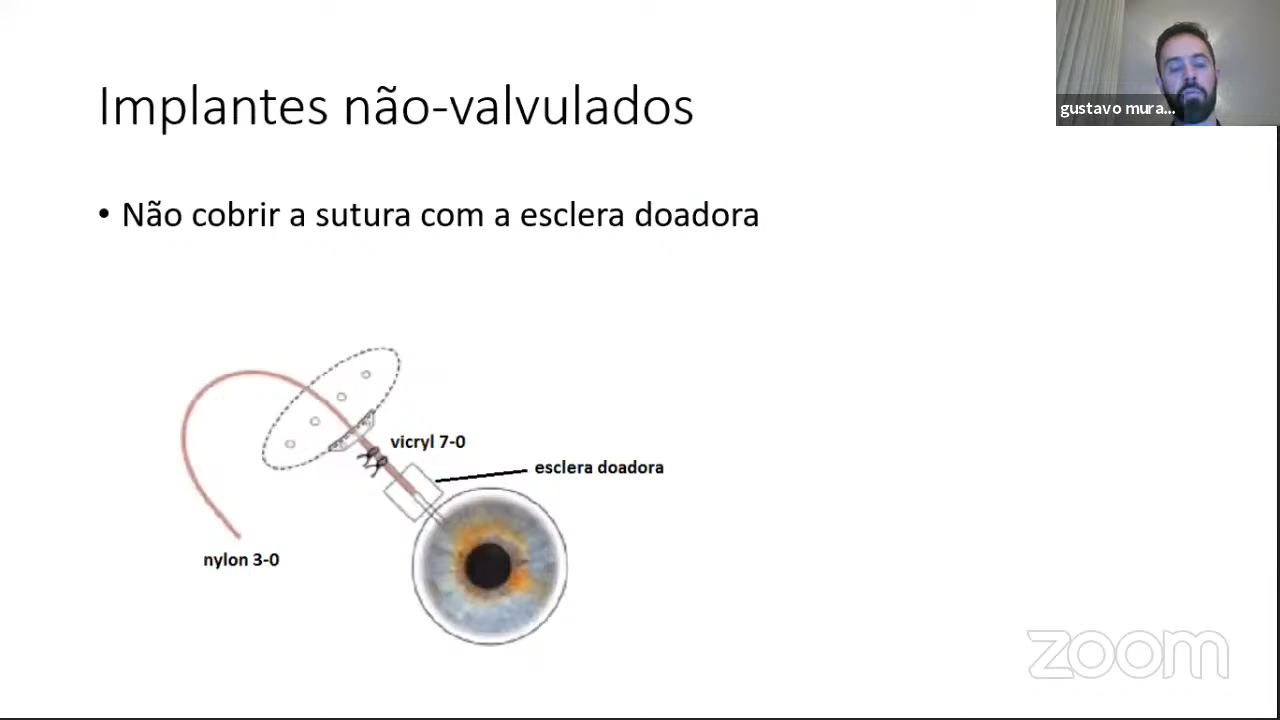 Implantes não-valvulados
gustavo mura...
• Não cobrir a sutura com a esclera doadora
vicryl 7-0
esclera doadora
nylon 3-0
zoom